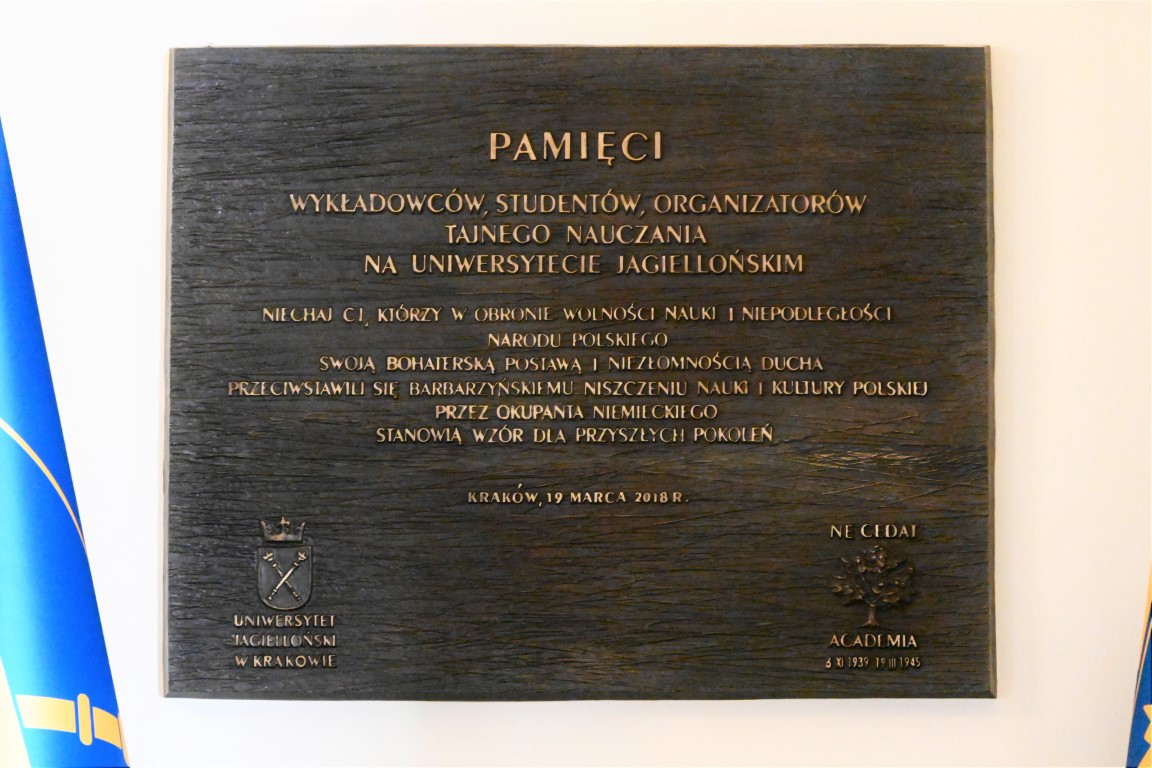 PAMIĘCI
WYKŁADOWCÓW, STUDENTÓW, ORGANIZATORÓW
TAJNEGO NAUCZANIA
NA UNIWERSYTECIE JAGIELLOŃSKIM
NIECHAJ CI, KTÓRZY W OBRONIE WOLNOŚCI NAUKI I NIEPODLEGŁOŚCI
NARODU POLSKIEGO
SWOJĄ BOHATERSKĄ POSTAWĄ I NIEZŁOMNOŚCIĄ DUCHA
PRZECIWSTAWILI SIĘ BARBARZYŃSKIEMU NISZCZENIU NAUKI I KULTURY POLSKIEJ
PRZEZ OKUPANTA NIEMIECKIEGO
STANOWIĄ WZÓR DLA PRZYSZŁYCH POKOLEŃ
KRAKÓW, 19 MARCA 2018 R.
UNIWERSYTET
JAGIELLOŃSKI
W KRAKOWIE
NE CEDAT
ACADEMIA
6 XI 1939 19 III 1945